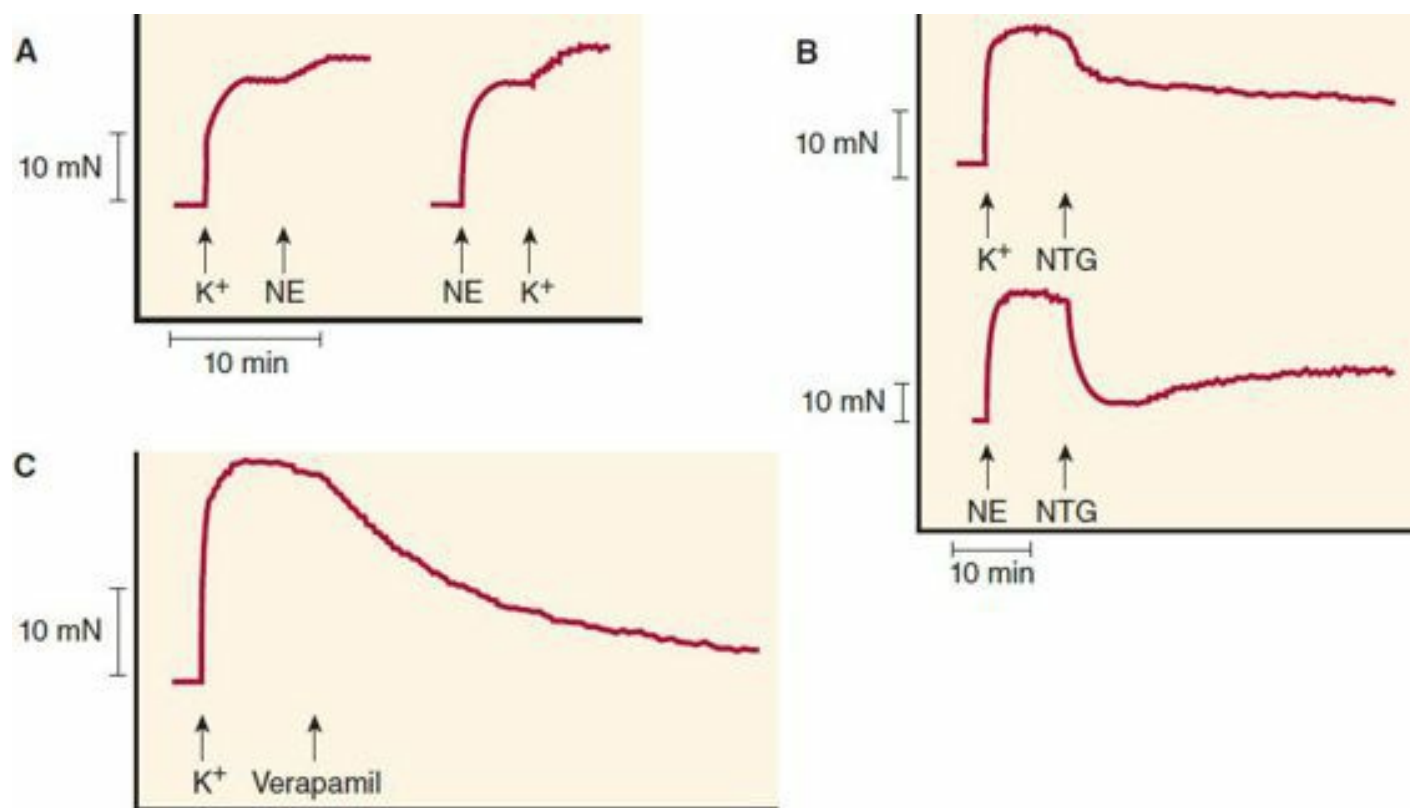 A
10 mN
K+ NE NE K+
10 min
B
10 mN
K+ NTG
10 mN
NE NTG
10 min
C
10 mN
K+ Verapamil